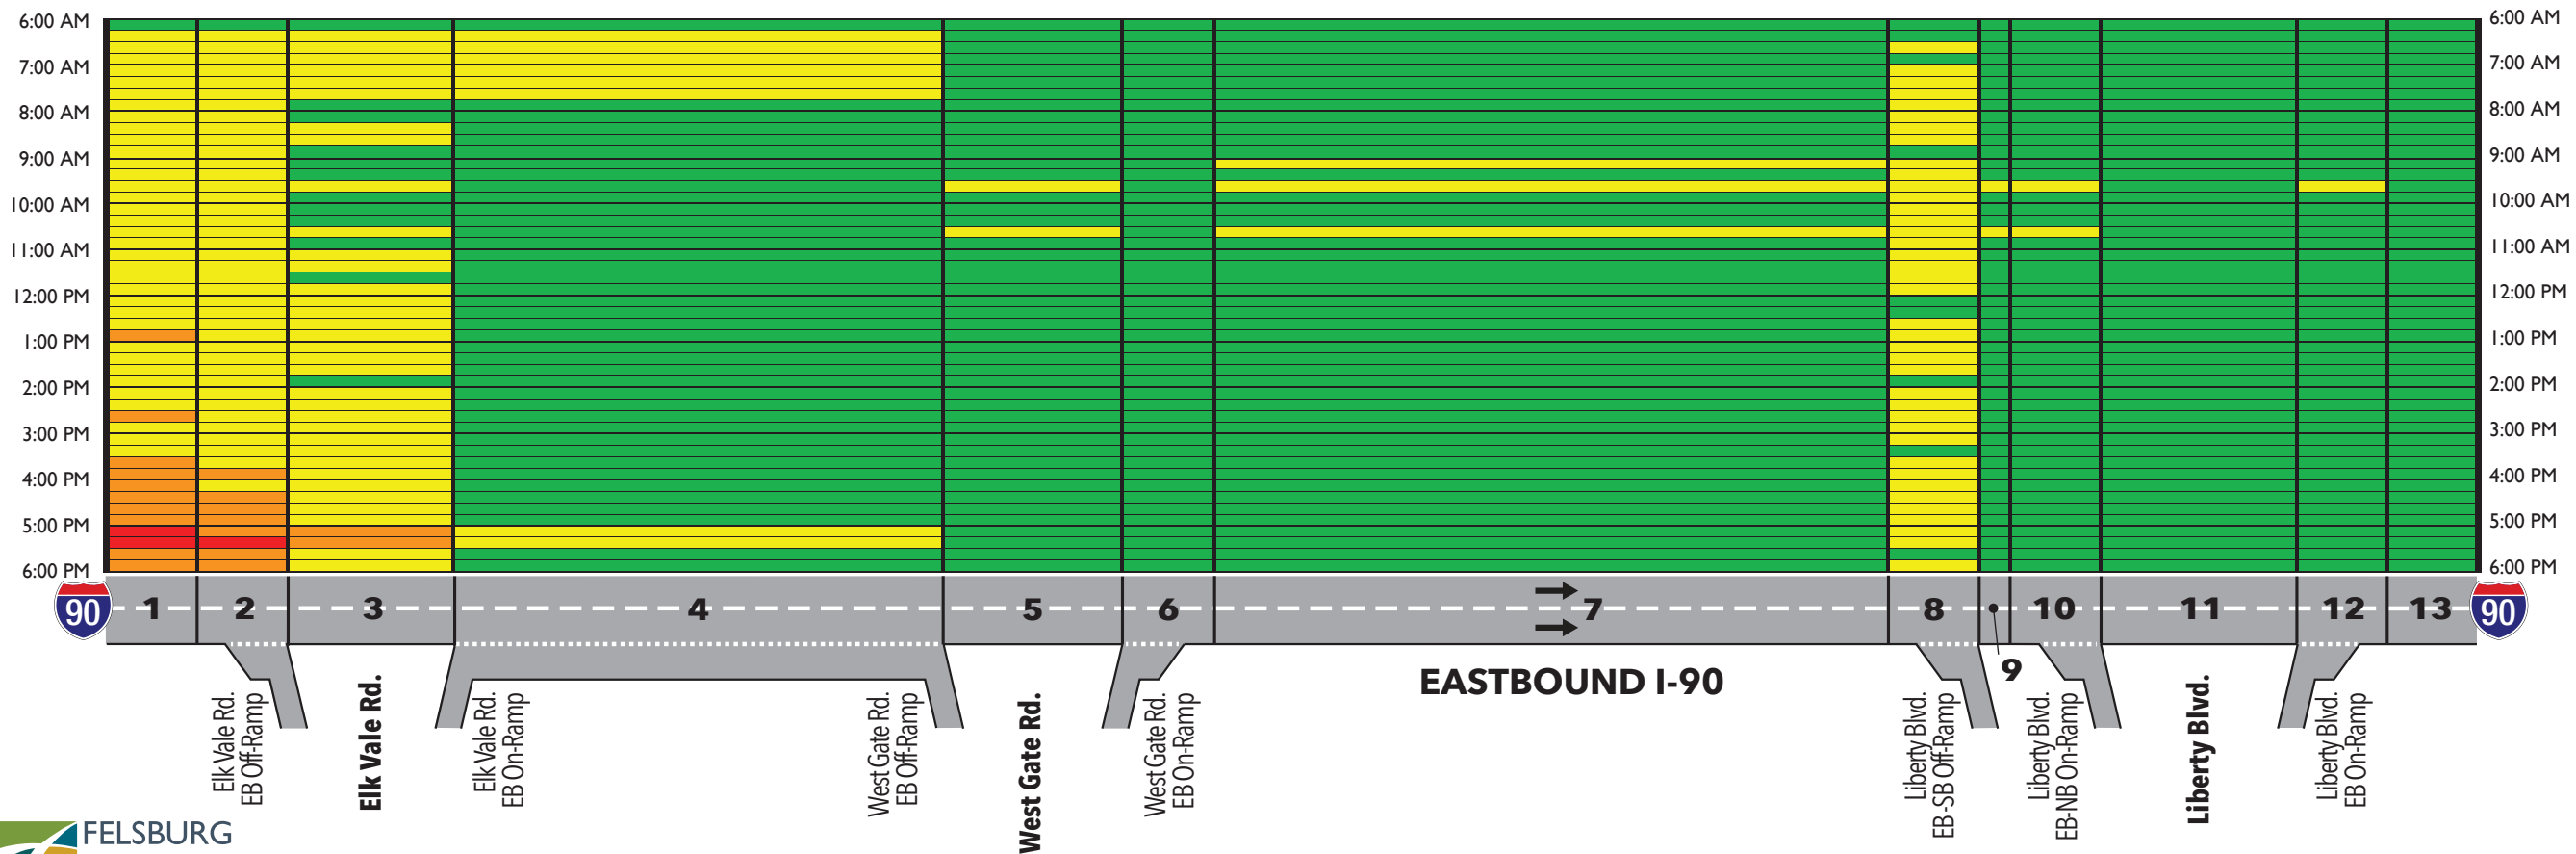 6:00 AM
7:00 AM
8:00 AM
9:00 AM
10:00 AM
11:00 AM
12:00 PM
1:00 PM
2:00 PM
3:00 PM
4:00 PM
5:00 PM
6:00 PM
6:00 AM
7:00 AM
8:00 AM
9:00 AM
10:00 AM
11:00 AM
12:00 PM
1:00 PM
2:00 PM
3:00 PM
4:00 PM
5:00 PM
6:00 PM
90
1
2
3
4
5
6
7
8
9
10
11
12
13
90
EASTBOUND I-90
Elk Vale Rd.
EB Off-Ramp
Elk Vale Rd.
Elk Vale Rd.
EB On-Ramp
West Gate Rd.
EB Off-Ramp
West Gate Rd.
West Gate Rd.
EB On-Ramp
Liberty Blvd.
EB-SB Off-Ramp
Liberty Blvd.
EB-NB On-Ramp
Liberty Blvd.
Liberty Blvd.
EB On-Ramp
FELSBURG